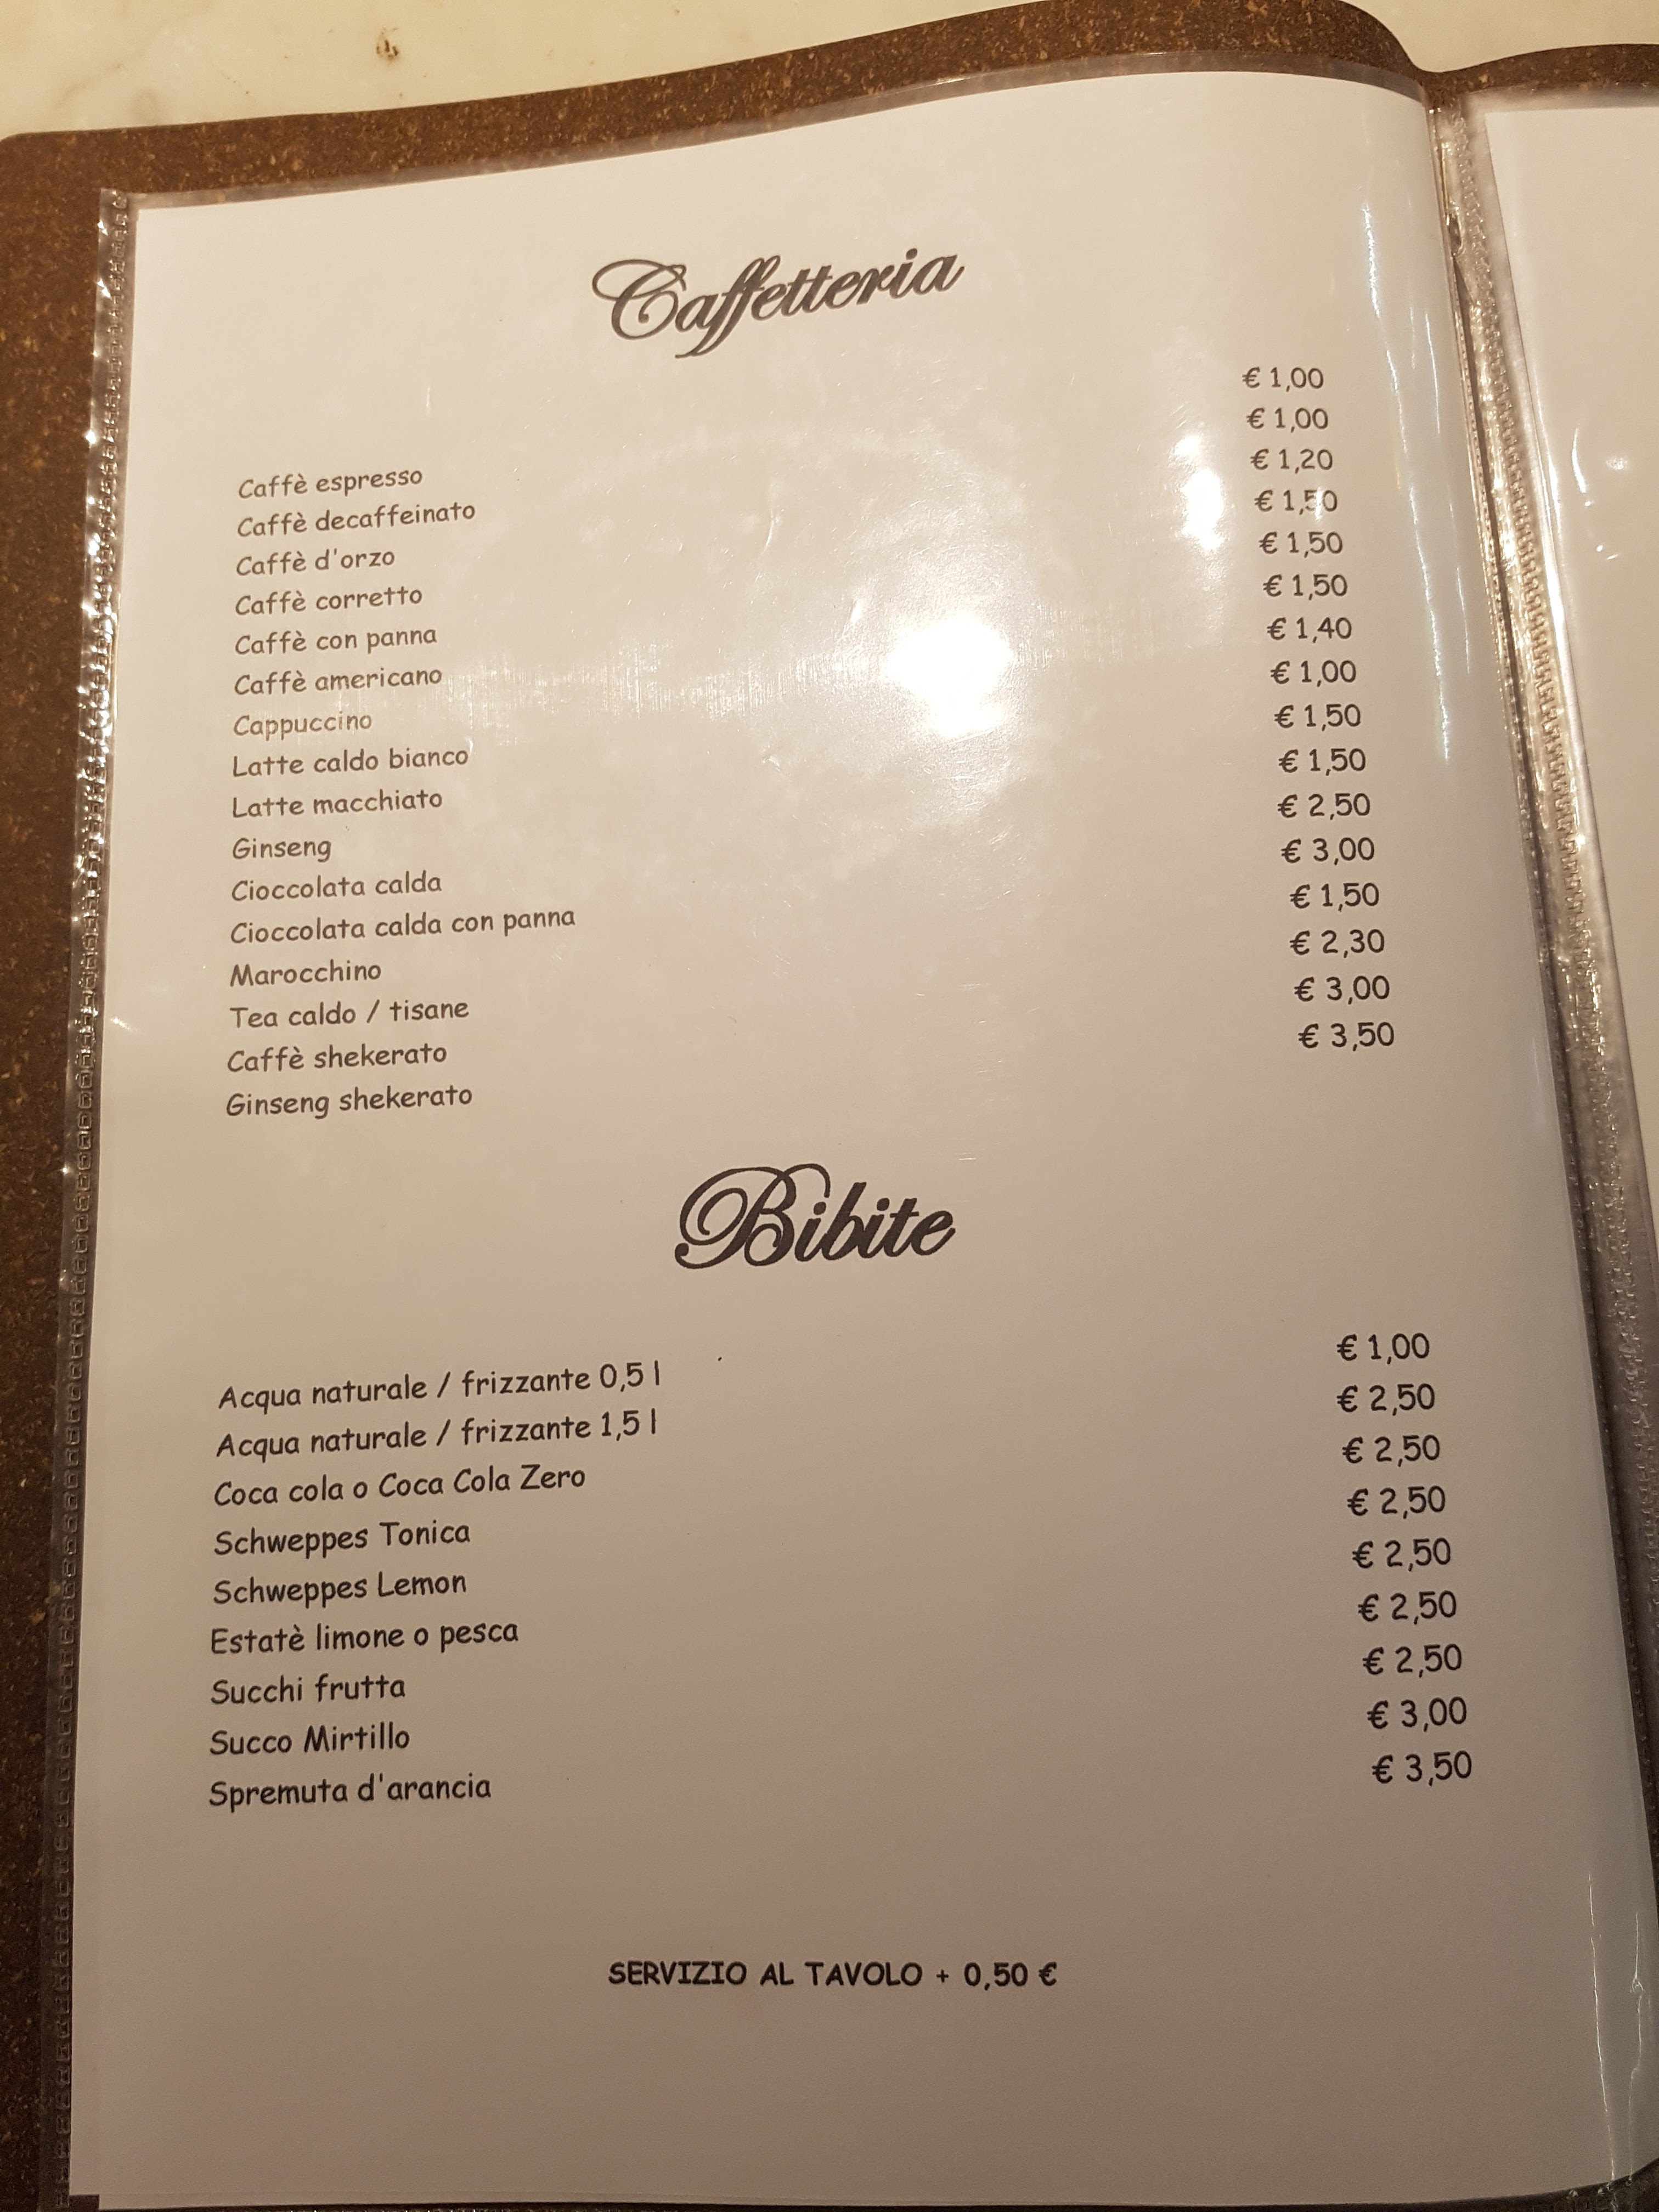 Caffetteria
Caffè espresso € 1,00
Caffè decaffeinato € 1,00
Caffè d'orzo € 1,20
Caffè corretto € 1,50
Caffè con panna € 1,50
Caffè americano € 1,50
Cappuccino € 1,40
Latte caldo bianco € 1,00
Latte macchiato € 1,50
Ginseng € 1,50
Cioccolata calda € 2,50
Cioccolata calda con panna € 3,00
Marocchino € 1,50
Tea caldo / tisane € 2,30
Caffè shekerato € 3,00
Ginseng shekerato € 3,50
Bibite
Acqua naturale / frizzante 0,5 l € 1,00
Acqua naturale / frizzante 1,5 l € 2,50
Coca cola o Coca Cola Zero € 2,50
Schweppes Tonica € 2,50
Schweppes Lemon € 2,50
Estatè limone o pesca € 2,50
Succhi frutta € 2,50
Succo Mirtillo € 3,00
Spremuta d'arancia € 3,50
SERVIZIO AL TAVOLO + 0,50 €